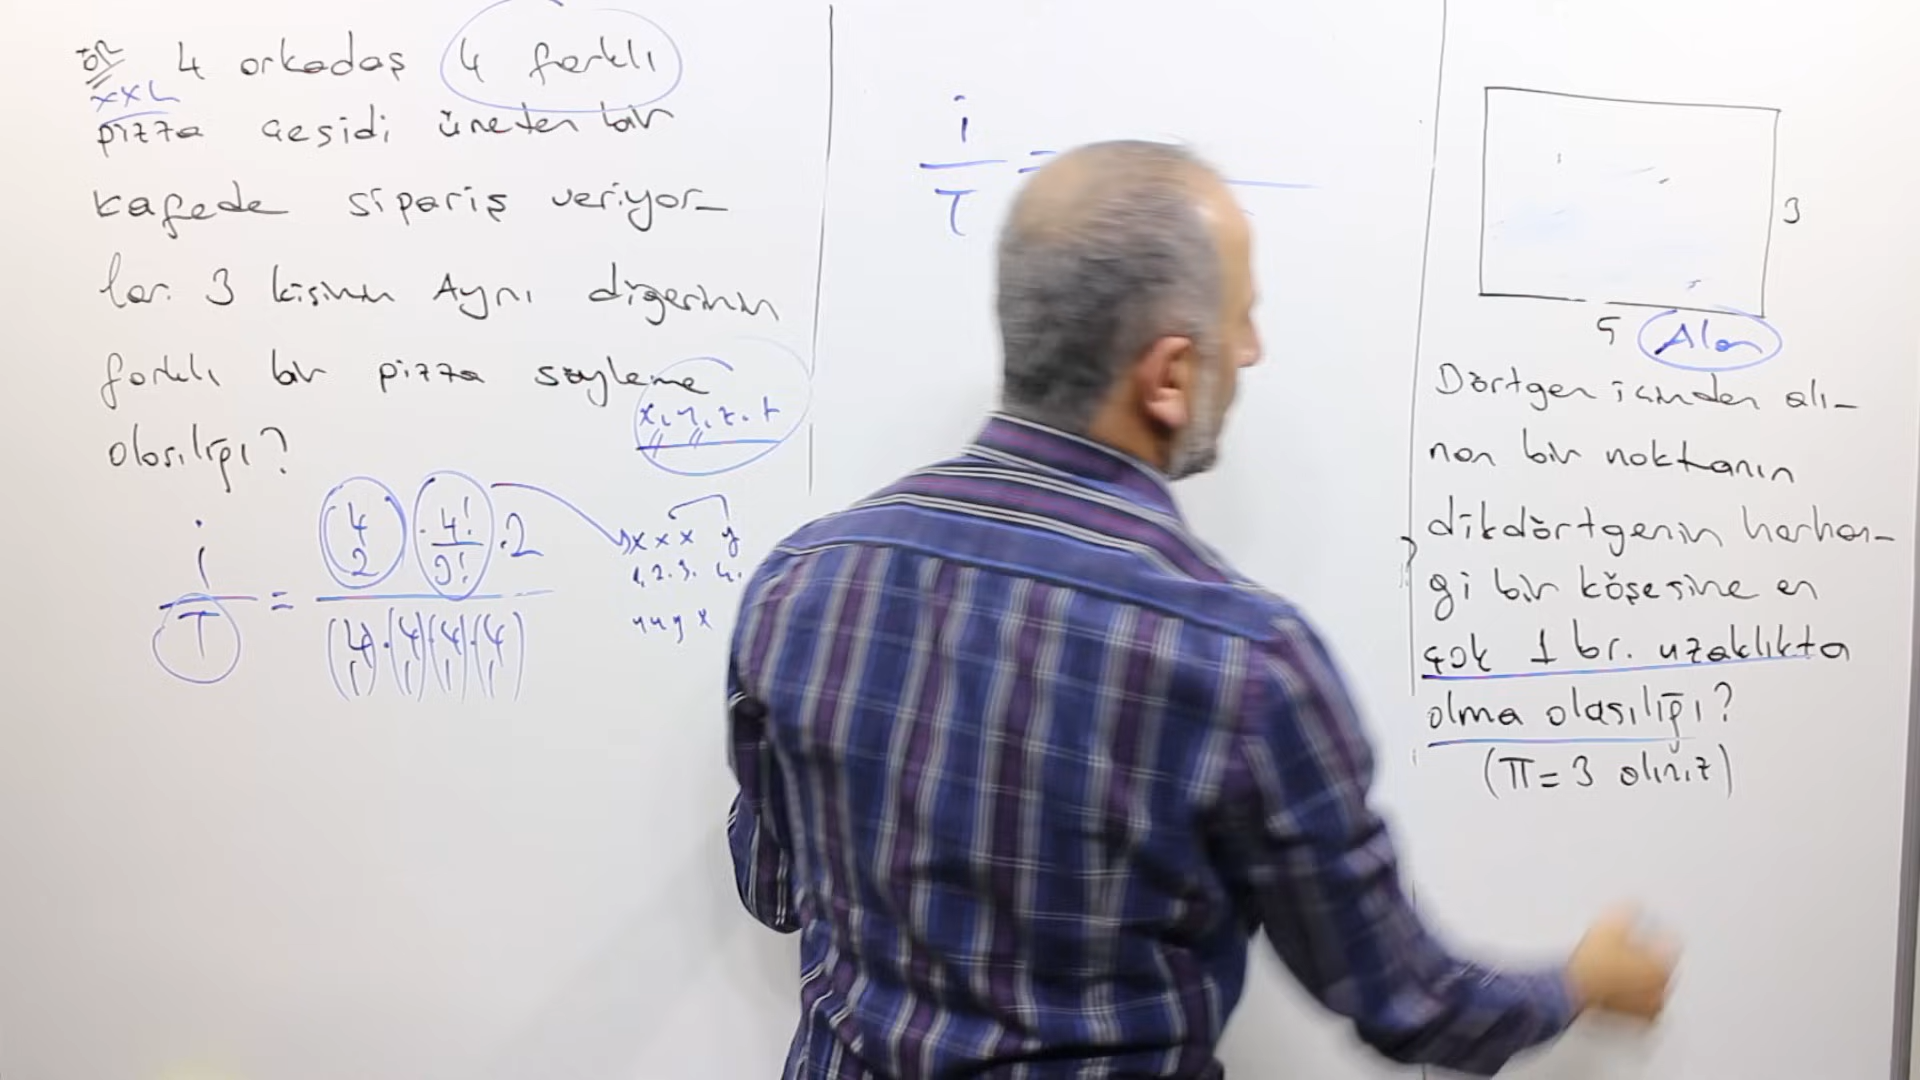 ÖR 4 orkadaş 4 farklı
XXL
pizza çeşidi üreten bir
kafede sipariş veriyor-
lar. 3 kişinin Aynı diğerinin
farklı bir pizza söyleme
x, y, z, t
olasılığı?
i/T = (4 2) · 4!/3! · 2 / (4 1)·(4 1)(4 1)·(4 1)
x x x y
1. 2. 3. 4.
y y y x
i/T =
3
5 Alan
Dörtgen içinden alı-
nan bir noktanın
dikdörtgenin herhan-
gi bir köşesine en
çok 1 br. uzaklıkta
olma olasılığı?
(π = 3 alınız)